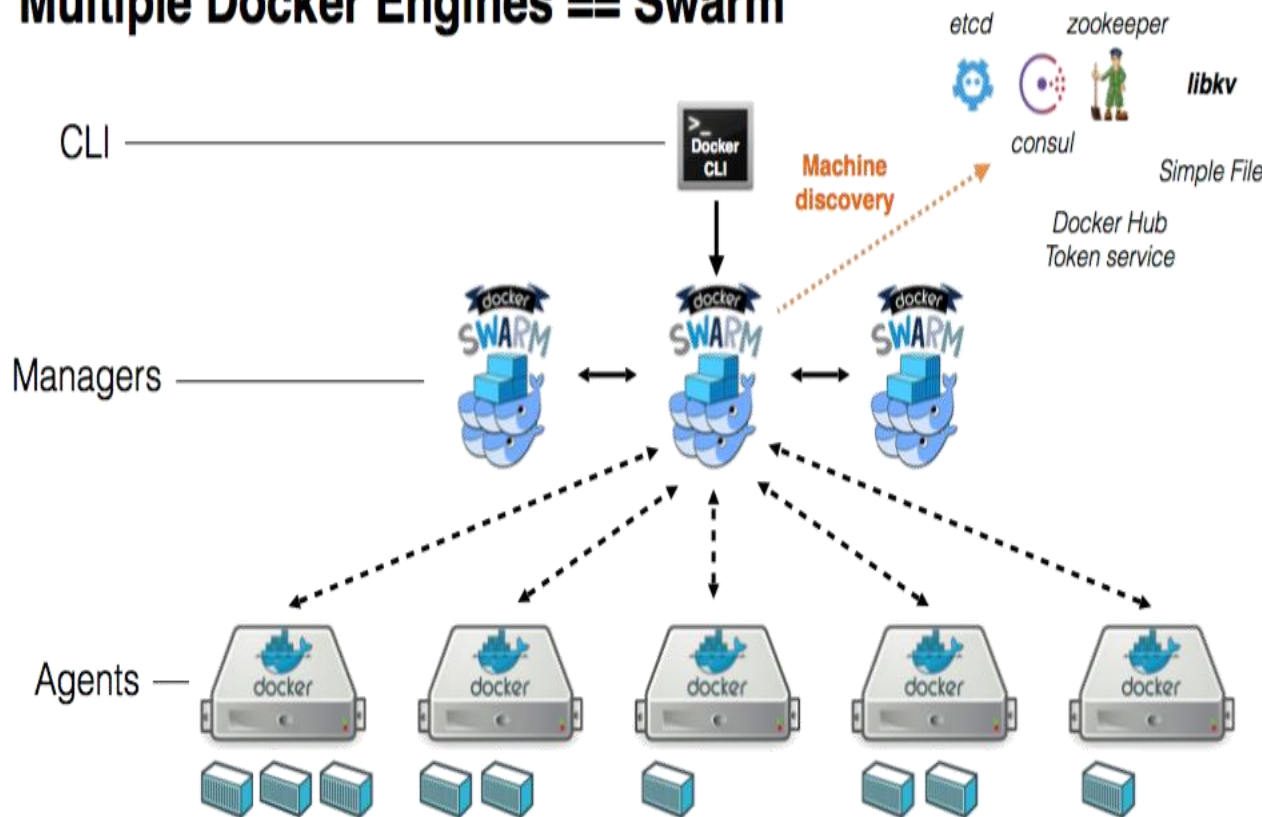 Multiple Docker Engines == Swarm
etcd
zookeeper
libkv
consul
Simple File
Docker Hub
Token service
CLI
>_
Docker
CLI
Machine
discovery
docker
SWARM
docker
SWARM
docker
SWARM
Managers
Agents
docker
docker
docker
docker
docker